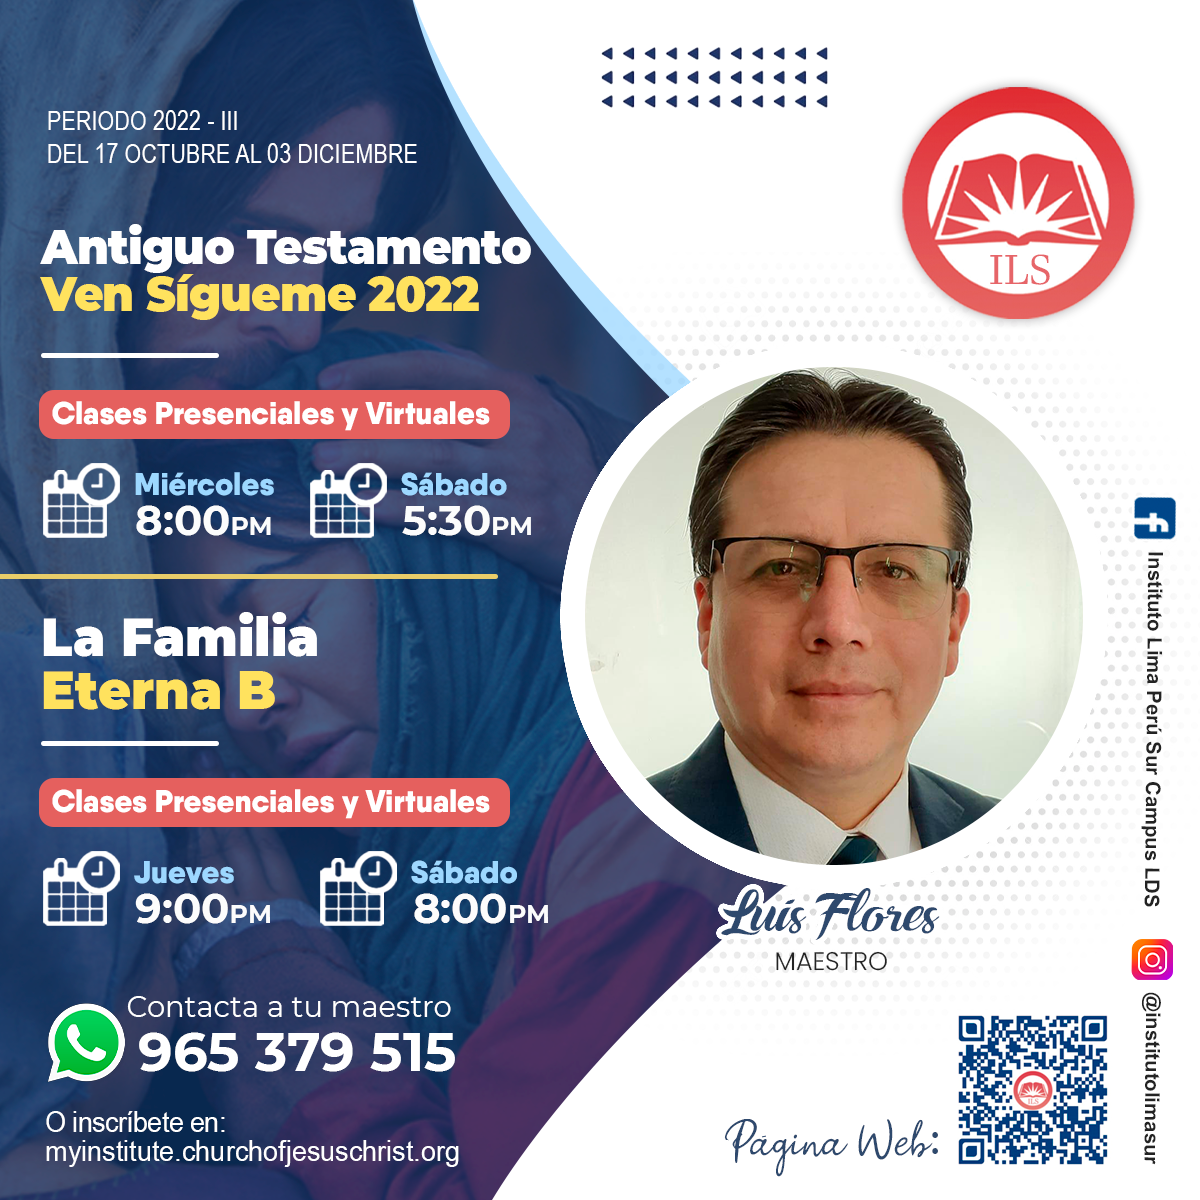 PERIODO 2022 - III
DEL 17 OCTUBRE AL 03 DICIEMBRE
Antiguo Testamento
Ven Sígueme 2022
Clases Presenciales y Virtuales
Miércoles
8:00PM
Sábado
5:30PM
La Familia
Eterna B
Clases Presenciales y Virtuales
Jueves
9:00PM
Sábado
8:00PM
Contacta a tu maestro
965 379 515
O inscríbete en:
myinstitute.churchofjesuschrist.org
ILS
Luis Flores
MAESTRO
Instituto Lima Perú Sur Campus LDS
@institutolimasur
Página Web:
ILS